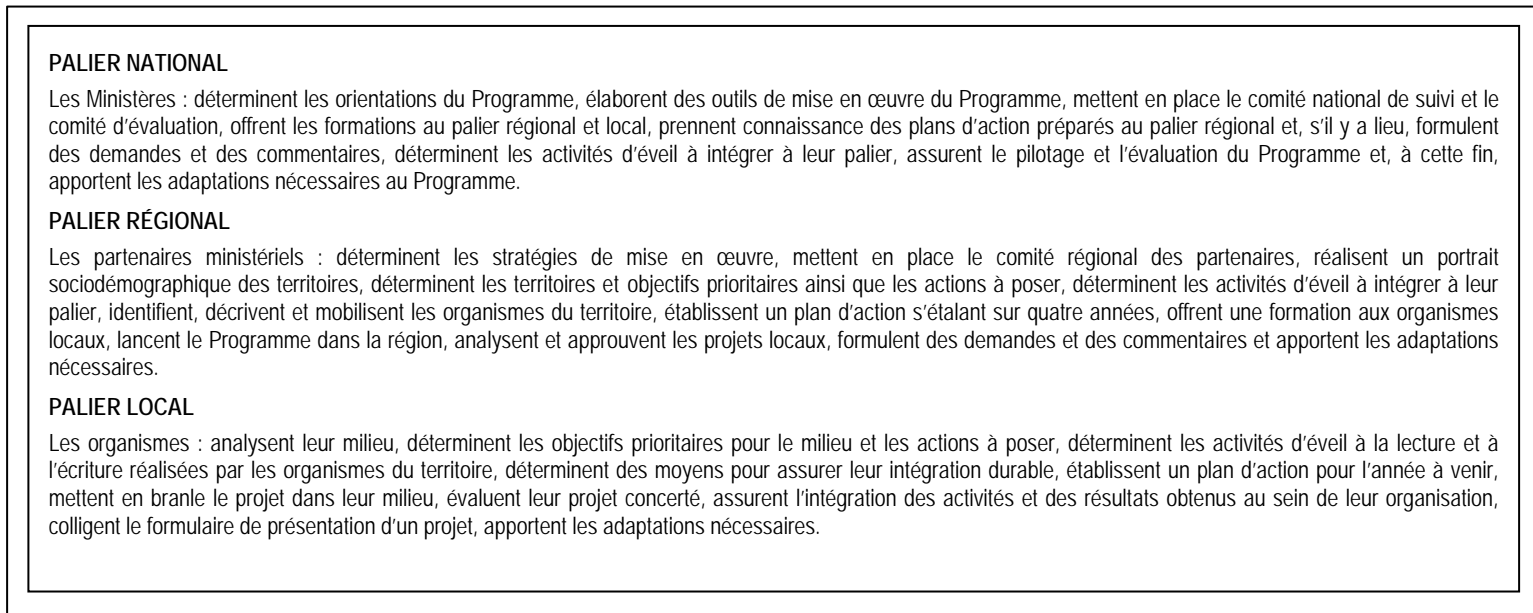 PALIER NATIONAL
Les Ministères : déterminent les orientations du Programme, élaborent des outils de mise en œuvre du Programme, mettent en place le comité national de suivi et le
comité d’évaluation, offrent les formations au palier régional et local, prennent connaissance des plans d’action préparés au palier régional et, s’il y a lieu, formulent
des demandes et des commentaires, déterminent les activités d’éveil à intégrer à leur palier, assurent le pilotage et l’évaluation du Programme et, à cette fin,
apportent les adaptations nécessaires au Programme.
PALIER RÉGIONAL
Les partenaires ministériels : déterminent les stratégies de mise en œuvre, mettent en place le comité régional des partenaires, réalisent un portrait
sociodémographique des territoires, déterminent les territoires et objectifs prioritaires ainsi que les actions à poser, déterminent les activités d’éveil à intégrer à leur
palier, identifient, décrivent et mobilisent les organismes du territoire, établissent un plan d’action s’étalant sur quatre années, offrent une formation aux organismes
locaux, lancent le Programme dans la région, analysent et approuvent les projets locaux, formulent des demandes et des commentaires et apportent les adaptations
nécessaires.
PALIER LOCAL
Les organismes : analysent leur milieu, déterminent les objectifs prioritaires pour le milieu et les actions à poser, déterminent les activités d’éveil à la lecture et à
l’écriture réalisées par les organismes du territoire, déterminent des moyens pour assurer leur intégration durable, établissent un plan d’action pour l’année à venir,
mettent en branle le projet dans leur milieu, évaluent leur projet concerté, assurent l’intégration des activités et des résultats obtenus au sein de leur organisation,
colligent le formulaire de présentation d’un projet, apportent les adaptations nécessaires.